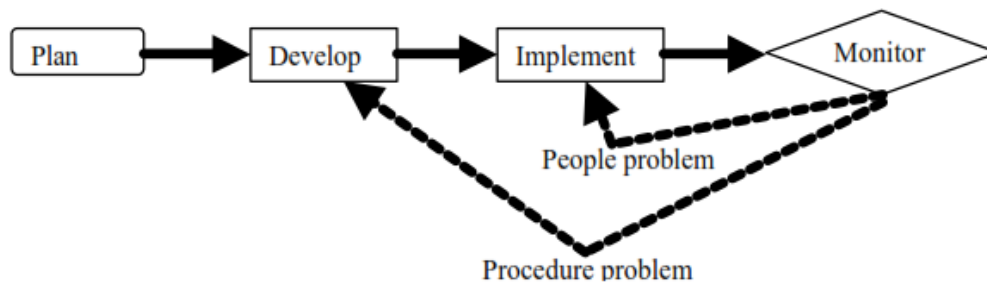 Plan
Develop
Implement
Monitor
People problem
Procedure problem